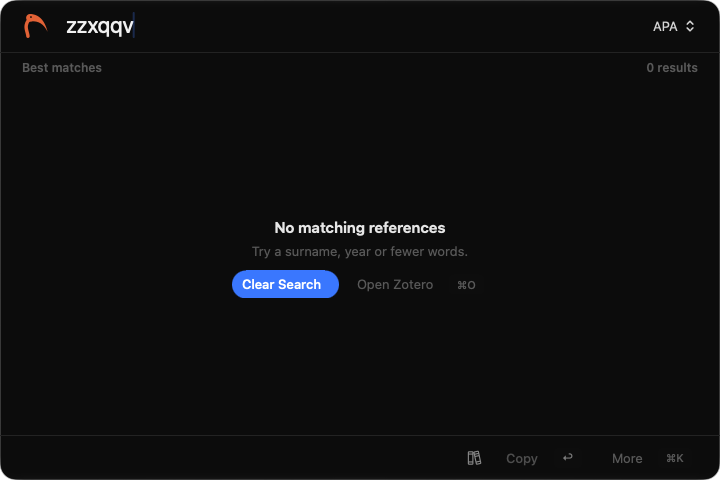 zzxqqv
APA
Best matches
0 results
No matching references
Try a surname, year or fewer words.
Clear Search
Open Zotero ⌘O
Copy ↩
More ⌘K